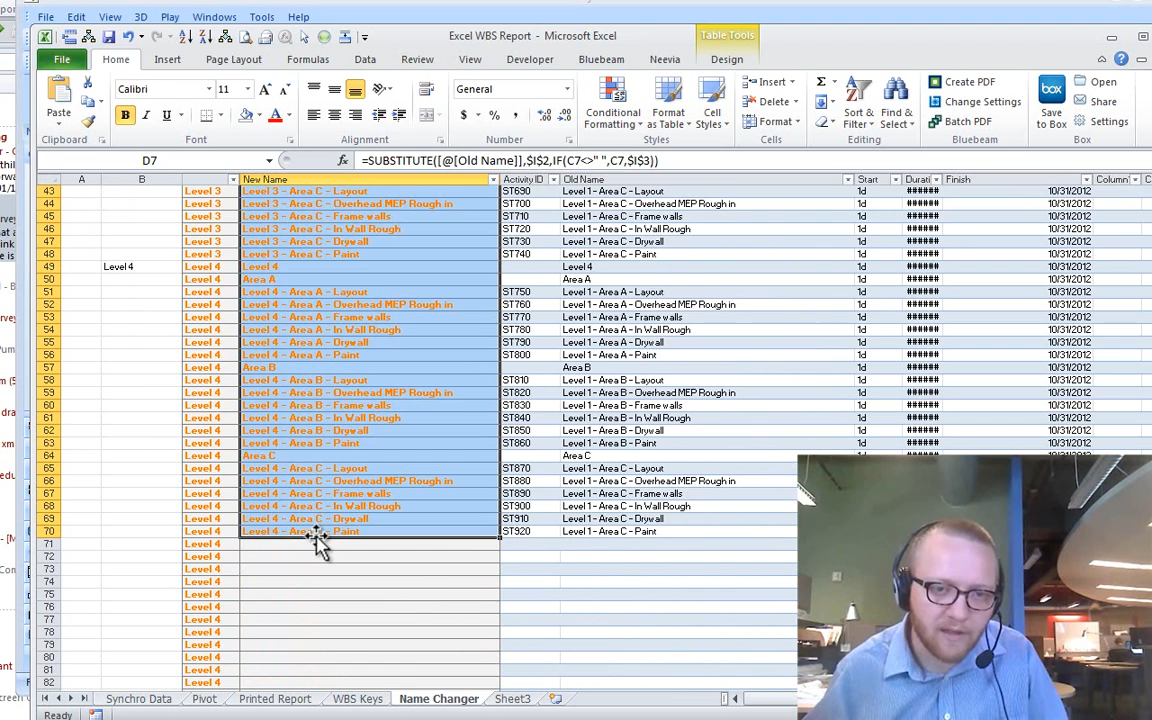 File Edit View 3D Play Windows Tools Help
Excel WBS Report - Microsoft Excel
Table Tools
File Home Insert Page Layout Formulas Data Review View Developer Bluebeam Neevia Design
Paste
Calibri 11
B I U
General
$ % ,
Conditional Formatting
Format as Table
Cell Styles
Insert
Delete
Format
Sort & Filter
Find & Select
Create PDF
Change Settings
Batch PDF
box
Save to Box
Open
Share
Settings
Clipboard Font Alignment Number Styles Cells Editing Bluebeam Box
D7
fx =SUBSTITUTE([@[Old Name]],$I$2,IF(C7<>" ",C7,$I$3))
A B New Name Activity ID Old Name Start Durati Finish Column
43 Level 3 Level 3 - Area C - Layout ST690 Level 1 - Area C - Layout 1d ###### 10/31/2012
44 Level 3 Level 3 - Area C - Overhead MEP Rough in ST700 Level 1 - Area C - Overhead MEP Rough in 1d ###### 10/31/2012
45 Level 3 Level 3 - Area C - Frame walls ST710 Level 1 - Area C - Frame walls 1d ###### 10/31/2012
46 Level 3 Level 3 - Area C - In Wall Rough ST720 Level 1 - Area C - In Wall Rough 1d ###### 10/31/2012
47 Level 3 Level 3 - Area C - Drywall ST730 Level 1 - Area C - Drywall 1d ###### 10/31/2012
48 Level 3 Level 3 - Area C - Paint ST740 Level 1 - Area C - Paint 1d ###### 10/31/2012
49 Level 4 Level 4 Level 4 Level 4 1d ###### 10/31/2012
50 Level 4 Area A Area A 1d ###### 10/31/2012
51 Level 4 Level 4 - Area A - Layout ST750 Level 1 - Area A - Layout 1d ###### 10/31/2012
52 Level 4 Level 4 - Area A - Overhead MEP Rough in ST760 Level 1 - Area A - Overhead MEP Rough in 1d ###### 10/31/2012
53 Level 4 Level 4 - Area A - Frame walls ST770 Level 1 - Area A - Frame walls 1d ###### 10/31/2012
54 Level 4 Level 4 - Area A - In Wall Rough ST780 Level 1 - Area A - In Wall Rough 1d ###### 10/31/2012
55 Level 4 Level 4 - Area A - Drywall ST790 Level 1 - Area A - Drywall 1d ###### 10/31/2012
56 Level 4 Level 4 - Area A - Paint ST800 Level 1 - Area A - Paint 1d ###### 10/31/2012
57 Level 4 Area B Area B 1d ###### 10/31/2012
58 Level 4 Level 4 - Area B - Layout ST810 Level 1 - Area B - Layout 1d ###### 10/31/2012
59 Level 4 Level 4 - Area B - Overhead MEP Rough in ST820 Level 1 - Area B - Overhead MEP Rough in 1d ###### 10/31/2012
60 Level 4 Level 4 - Area B - Frame walls ST830 Level 1 - Area B - Frame walls 1d ###### 10/31/2012
61 Level 4 Level 4 - Area B - In Wall Rough ST840 Level 1 - Area B - In Wall Rough 1d ###### 10/31/2012
62 Level 4 Level 4 - Area B - Drywall ST850 Level 1 - Area B - Drywall 1d ###### 10/31/2012
63 Level 4 Level 4 - Area B - Paint ST860 Level 1 - Area B - Paint 1d ###### 10/31/2012
64 Level 4 Area C Area C 1d ###### 10/31/2012
65 Level 4 Level 4 - Area C - Layout ST870 Level 1 - Area C - Layout
66 Level 4 Level 4 - Area C - Overhead MEP Rough in ST880 Level 1 - Area C - Overhead MEP Rough in
67 Level 4 Level 4 - Area C - Frame walls ST890 Level 1 - Area C - Frame walls
68 Level 4 Level 4 - Area C - In Wall Rough ST900 Level 1 - Area C - In Wall Rough
69 Level 4 Level 4 - Area C - Drywall ST910 Level 1 - Area C - Drywall
70 Level 4 Level 4 - Area Paint ST920 Level 1 - Area C - Paint
71 Level 4
72 Level 4
73 Level 4
74 Level 4
75 Level 4
76 Level 4
77 Level 4
78 Level 4
79 Level 4
80 Level 4
81 Level 4
82 Level 4
Synchro Data Pivot Printed Report WBS Keys Name Changer Sheet3
Ready